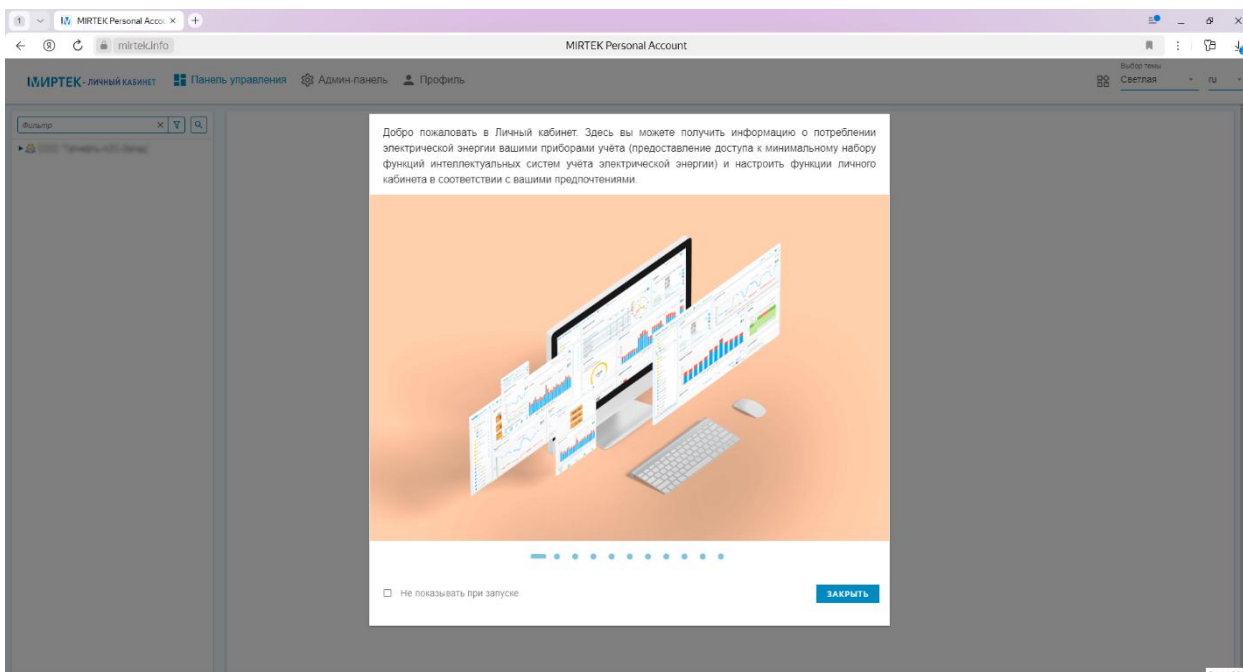 1
MIRTEK Personal Accou
mirtek.info
MIRTEK Personal Account
МИРТЕК - ЛИЧНЫЙ КАБИНЕТ
Панель управления
Админ-панель
Профиль
Выбор темы
Светлая
ru
Фильтр
Добро пожаловать в Личный кабинет. Здесь вы можете получить информацию о потреблении
электрической энергии вашими приборами учёта (предоставление доступа к минимальному набору
функций интеллектуальных систем учёта электрической энергии) и настроить функции личного
кабинета в соответствии с вашими предпочтениями.
Не показывать при запуске
ЗАКРЫТЬ